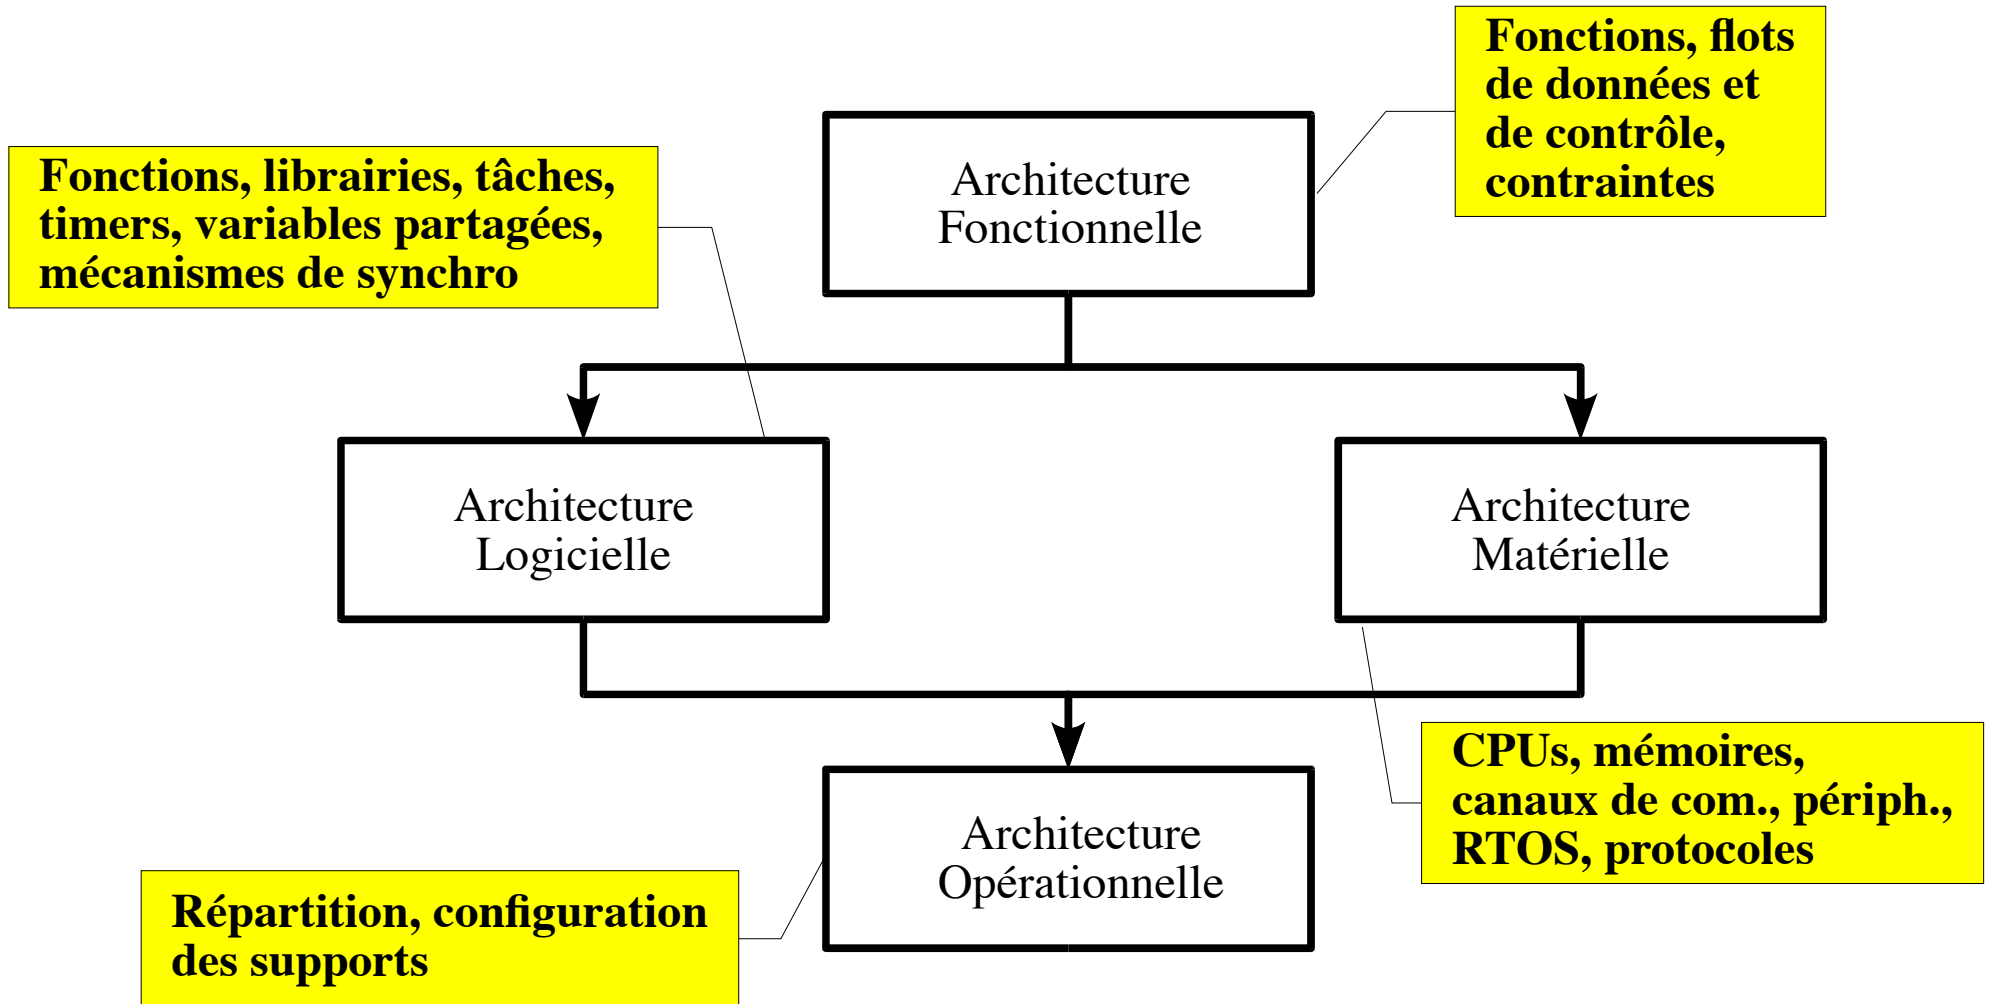 Fonctions, flots
de données et
de contrôle,
contraintes
Architecture
Fonctionnelle
Fonctions, librairies, tâches,
timers, variables partagées,
mécanismes de synchro
Architecture
Logicielle
Architecture
Matérielle
CPUs, mémoires,
canaux de com., périph.,
RTOS, protocoles
Architecture
Opérationnelle
Répartition, configuration
des supports